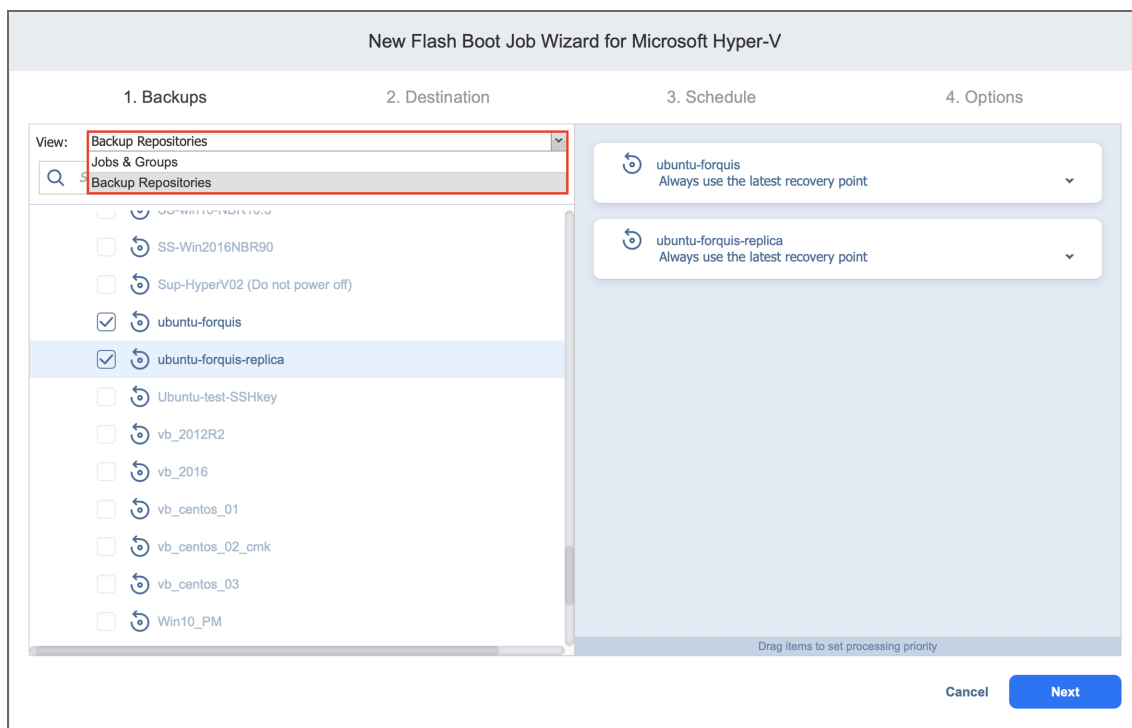 New Flash Boot Job Wizard for Microsoft Hyper-V
1. Backups
2. Destination
3. Schedule
4. Options
View:
Backup Repositories
Jobs & Groups
Backup Repositories
SS-Win2016NBR90
Sup-HyperV02 (Do not power off)
ubuntu-forquis
ubuntu-forquis-replica
Ubuntu-test-SSHkey
vb_2012R2
vb_2016
vb_centos_01
vb_centos_02_cmk
vb_centos_03
Win10_PM
ubuntu-forquis
Always use the latest recovery point
ubuntu-forquis-replica
Always use the latest recovery point
Drag items to set processing priority
Cancel
Next